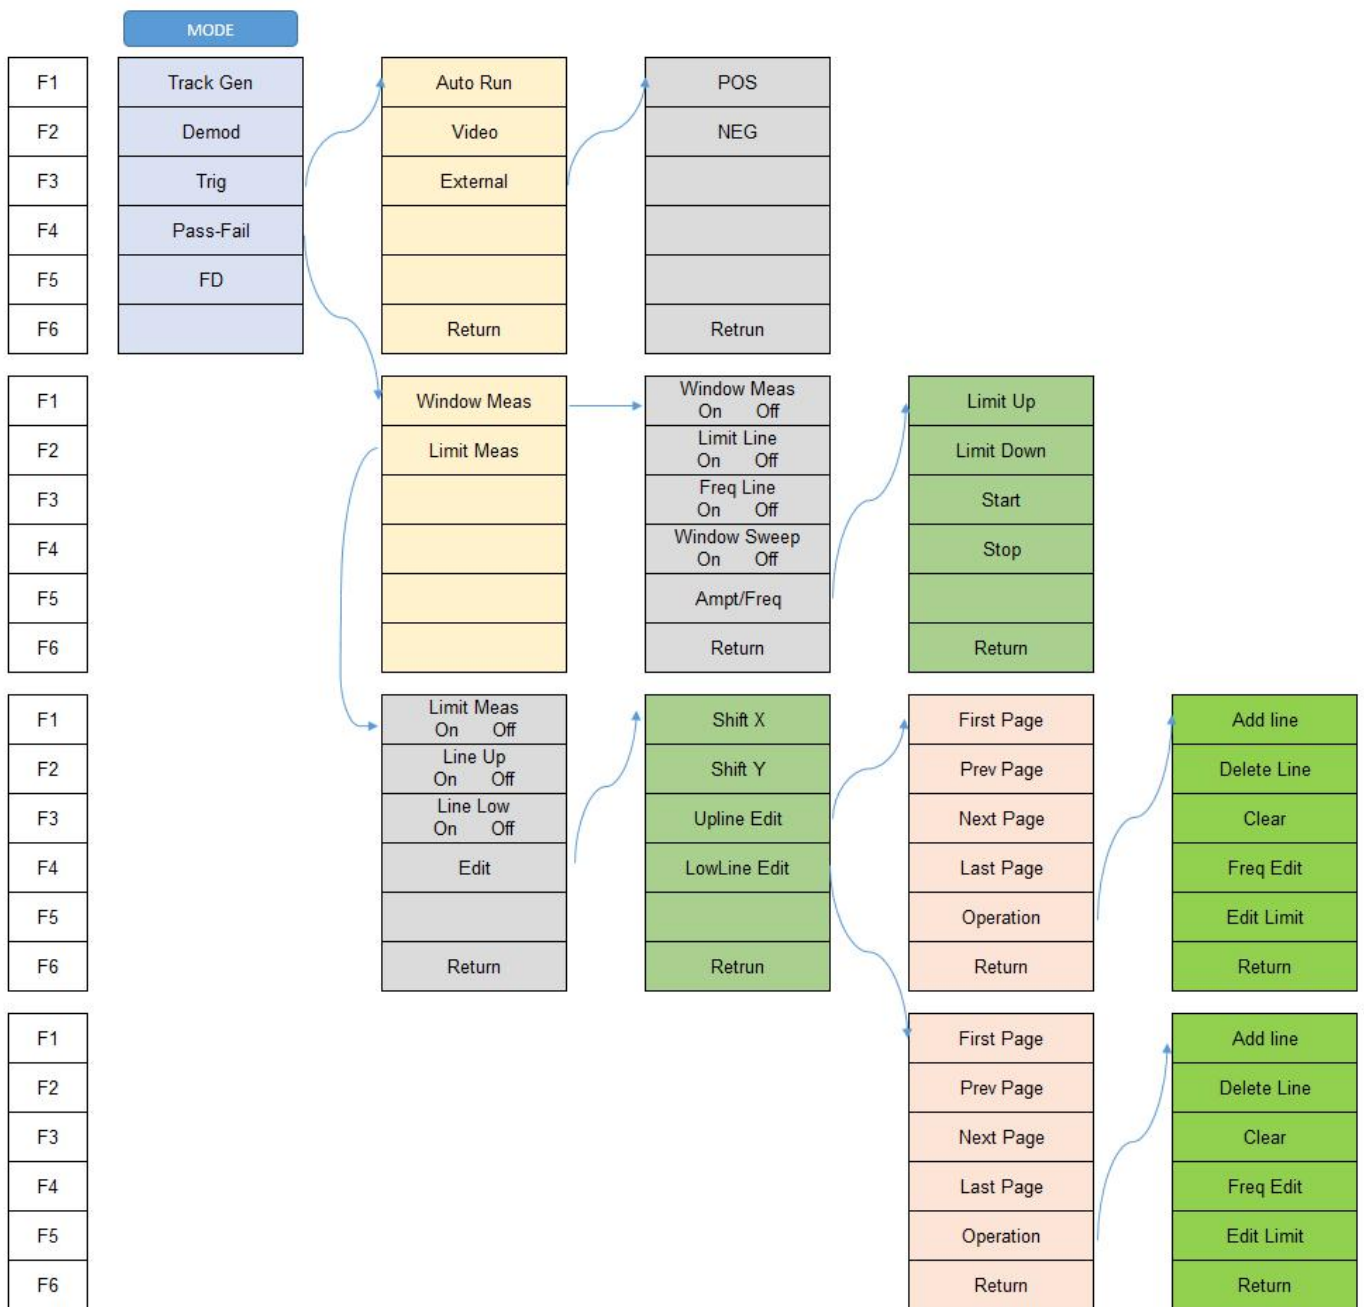 MODE
F1 Track Gen Auto Run POS
F2 Demod Video NEG
F3 Trig External
F4 Pass-Fail
F5 FD
F6 Return Retrun
F1 Window Meas Window Meas Limit Up
On Off
F2 Limit Meas Limit Line Limit Down
On Off
F3 Freq Line Start
On Off
F4 Window Sweep Stop
On Off
F5 Ampt/Freq
F6 Return Return
F1 Limit Meas Shift X First Page Add line
On Off
F2 Line Up Shift Y Prev Page Delete Line
On Off
F3 Line Low Upline Edit Next Page Clear
On Off
F4 Edit LowLine Edit Last Page Freq Edit
F5 Operation Edit Limit
F6 Return Retrun Return Return
F1 First Page Add line
F2 Prev Page Delete Line
F3 Next Page Clear
F4 Last Page Freq Edit
F5 Operation Edit Limit
F6 Return Return